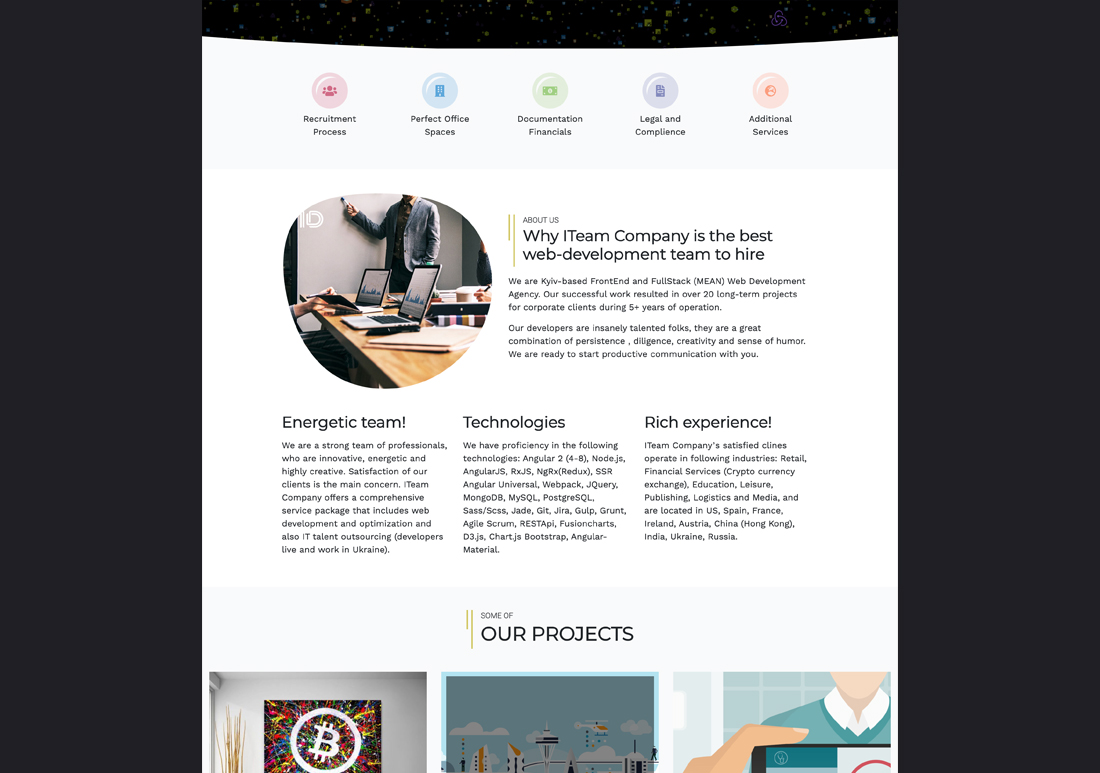 Recruitment
Process
Perfect Office
Spaces
Documentation
Financials
Legal and
Complience
Additional
Services
ABOUT US
Why ITeam Company is the best
web-development team to hire
We are Kyiv-based FrontEnd and FullStack (MEAN) Web Development
Agency. Our successful work resulted in over 20 long-term projects
for corporate clients during 5+ years of operation.
Our developers are insanely talented folks, they are a great
combination of persistence , diligence, creativity and sense of humor.
We are ready to start productive communication with you.
Energetic team!
We are a strong team of professionals,
who are innovative, energetic and
highly creative. Satisfaction of our
clients is the main concern. ITeam
Company offers a comprehensive
service package that includes web
development and optimization and
also IT talent outsourcing (developers
live and work in Ukraine).
Technologies
We have proficiency in the following
technologies: Angular 2 (4-8), Node.js,
AngularJS, RxJS, NgRx(Redux), SSR
Angular Universal, Webpack, JQuery,
MongoDB, MySQL, PostgreSQL,
Sass/Scss, Jade, Git, Jira, Gulp, Grunt,
Agile Scrum, RESTApi, Fusioncharts,
D3.js, Chart.js Bootstrap, Angular-
Material.
Rich experience!
ITeam Company's satisfied clines
operate in following industries: Retail,
Financial Services (Crypto currency
exchange), Education, Leisure,
Publishing, Logistics and Media, and
are located in US, Spain, France,
Ireland, Austria, China (Hong Kong),
India, Ukraine, Russia.
SOME OF
OUR PROJECTS